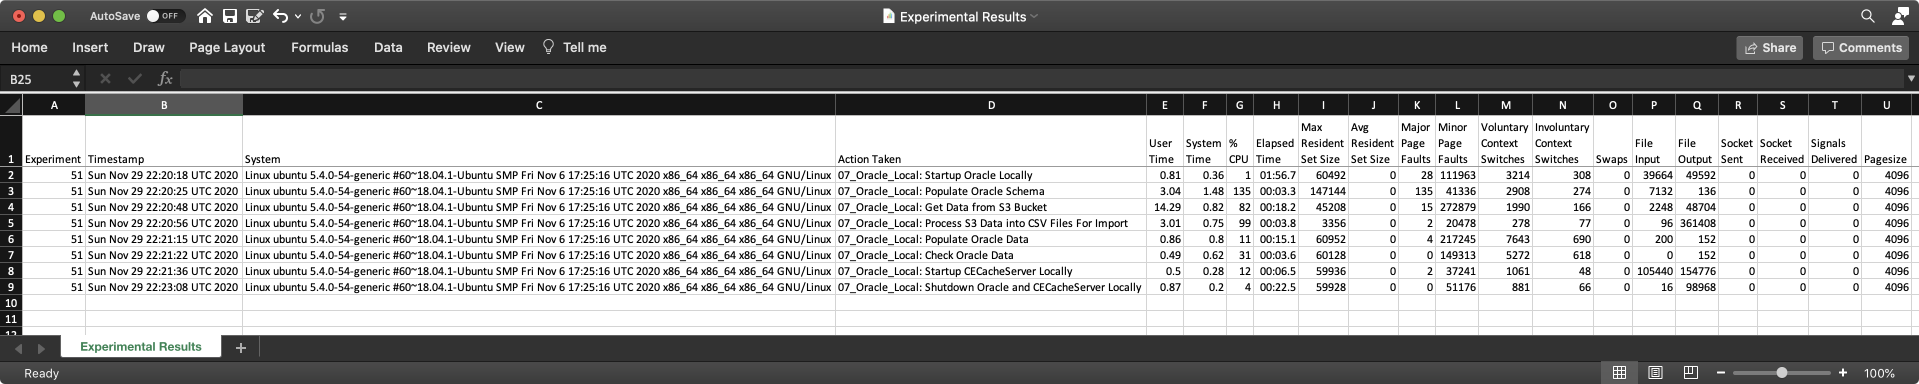 AutoSave OFF Experimental Results
Home Insert Draw Page Layout Formulas Data Review View Tell me Share Comments
B25 fx
A B C D E F G H I J K L M N O P Q R S T U
1 Experiment Timestamp System Action Taken User Time System Time % CPU Elapsed Time Max Resident Set Size Avg Resident Set Size Major Page Faults Minor Page Faults Voluntary Context Switches Involuntary Context Switches Swaps File Input File Output Socket Sent Socket Received Signals Delivered Pagesize
2 51 Sun Nov 29 22:20:18 UTC 2020 Linux ubuntu 5.4.0-54-generic #60~18.04.1-Ubuntu SMP Fri Nov 6 17:25:16 UTC 2020 x86_64 x86_64 x86_64 GNU/Linux 07_Oracle_Local: Startup Oracle Locally 0.81 0.36 1 01:56.7 60492 0 28 111963 3214 308 0 39664 49592 0 0 0 4096
3 51 Sun Nov 29 22:20:25 UTC 2020 Linux ubuntu 5.4.0-54-generic #60~18.04.1-Ubuntu SMP Fri Nov 6 17:25:16 UTC 2020 x86_64 x86_64 x86_64 GNU/Linux 07_Oracle_Local: Populate Oracle Schema 3.04 1.48 135 00:03.3 147144 0 135 41336 2908 274 0 7132 136 0 0 0 4096
4 51 Sun Nov 29 22:20:48 UTC 2020 Linux ubuntu 5.4.0-54-generic #60~18.04.1-Ubuntu SMP Fri Nov 6 17:25:16 UTC 2020 x86_64 x86_64 x86_64 GNU/Linux 07_Oracle_Local: Get Data from S3 Bucket 14.29 0.82 82 00:18.2 45208 0 15 272879 1990 166 0 2248 48704 0 0 0 4096
5 51 Sun Nov 29 22:20:56 UTC 2020 Linux ubuntu 5.4.0-54-generic #60~18.04.1-Ubuntu SMP Fri Nov 6 17:25:16 UTC 2020 x86_64 x86_64 x86_64 GNU/Linux 07_Oracle_Local: Process S3 Data into CSV Files For Import 3.01 0.75 99 00:03.8 3356 0 2 20478 278 77 0 96 361408 0 0 0 4096
6 51 Sun Nov 29 22:21:15 UTC 2020 Linux ubuntu 5.4.0-54-generic #60~18.04.1-Ubuntu SMP Fri Nov 6 17:25:16 UTC 2020 x86_64 x86_64 x86_64 GNU/Linux 07_Oracle_Local: Populate Oracle Data 0.86 0.8 11 00:15.1 60952 0 4 217245 7643 690 0 200 152 0 0 0 4096
7 51 Sun Nov 29 22:21:22 UTC 2020 Linux ubuntu 5.4.0-54-generic #60~18.04.1-Ubuntu SMP Fri Nov 6 17:25:16 UTC 2020 x86_64 x86_64 x86_64 GNU/Linux 07_Oracle_Local: Check Oracle Data 0.49 0.62 31 00:03.6 60128 0 0 149313 5272 618 0 0 152 0 0 0 4096
8 51 Sun Nov 29 22:21:36 UTC 2020 Linux ubuntu 5.4.0-54-generic #60~18.04.1-Ubuntu SMP Fri Nov 6 17:25:16 UTC 2020 x86_64 x86_64 x86_64 GNU/Linux 07_Oracle_Local: Startup CECacheServer Locally 0.5 0.28 12 00:06.5 59936 0 2 37241 1061 48 0 105440 154776 0 0 0 4096
9 51 Sun Nov 29 22:23:08 UTC 2020 Linux ubuntu 5.4.0-54-generic #60~18.04.1-Ubuntu SMP Fri Nov 6 17:25:16 UTC 2020 x86_64 x86_64 x86_64 GNU/Linux 07_Oracle_Local: Shutdown Oracle and CECacheServer Locally 0.87 0.2 4 00:22.5 59928 0 0 51176 881 66 0 16 98968 0 0 0 4096
10
11
12
Experimental Results +
Ready 100%